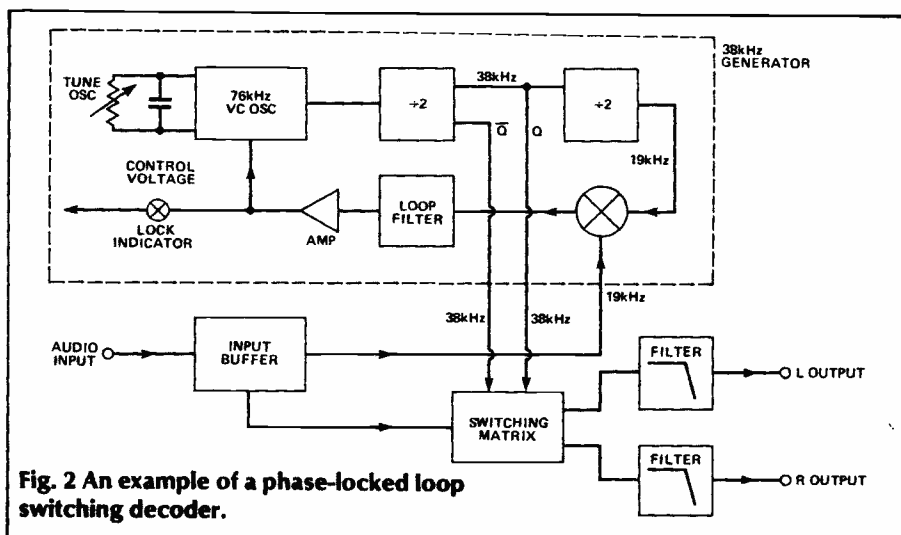 38kHz
GENERATOR
TUNE
OSC
76kHz
VC OSC
÷2
38kHz
÷2
Q̅
Q
19kHz
CONTROL
VOLTAGE
LOCK
INDICATOR
AMP
LOOP
FILTER
38kHz
38kHz
19kHz
AUDIO
INPUT
INPUT
BUFFER
SWITCHING
MATRIX
FILTER
L OUTPUT
FILTER
R OUTPUT
Fig. 2 An example of a phase-locked loop
switching decoder.